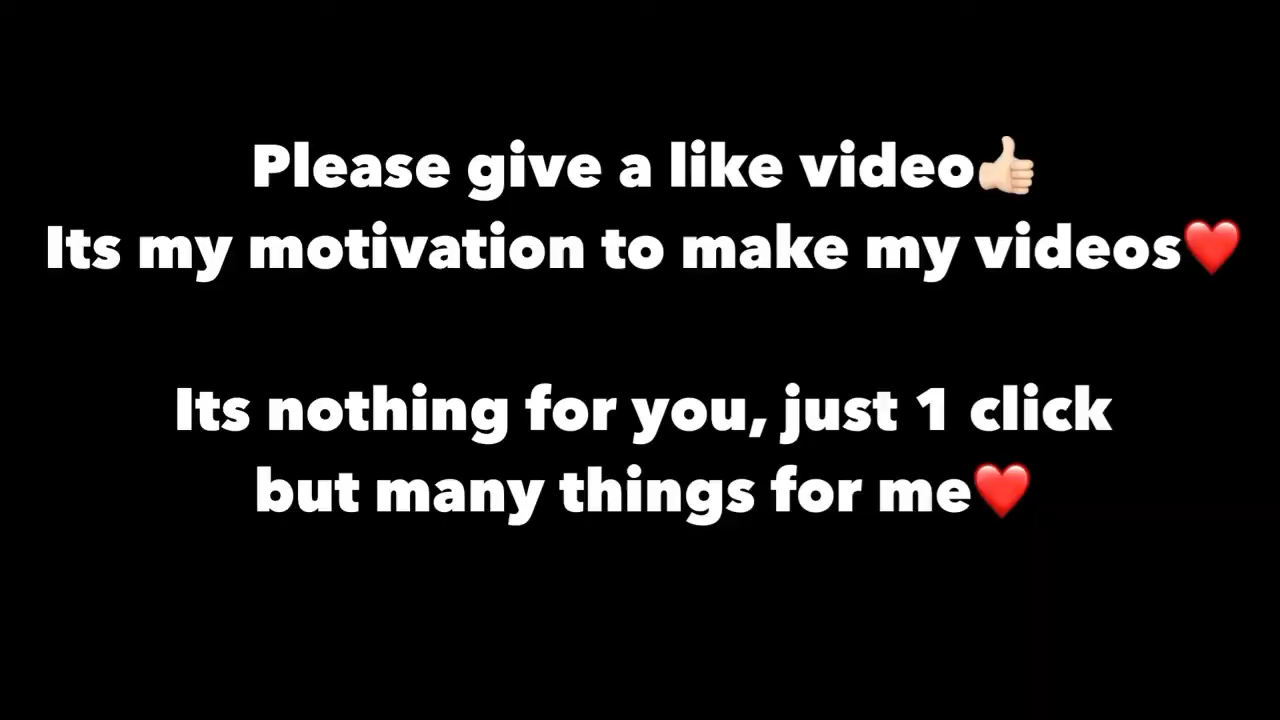 Please give a like video👍🏻
Its my motivation to make my videos❤️
Its nothing for you, just 1 click
but many things for me❤️